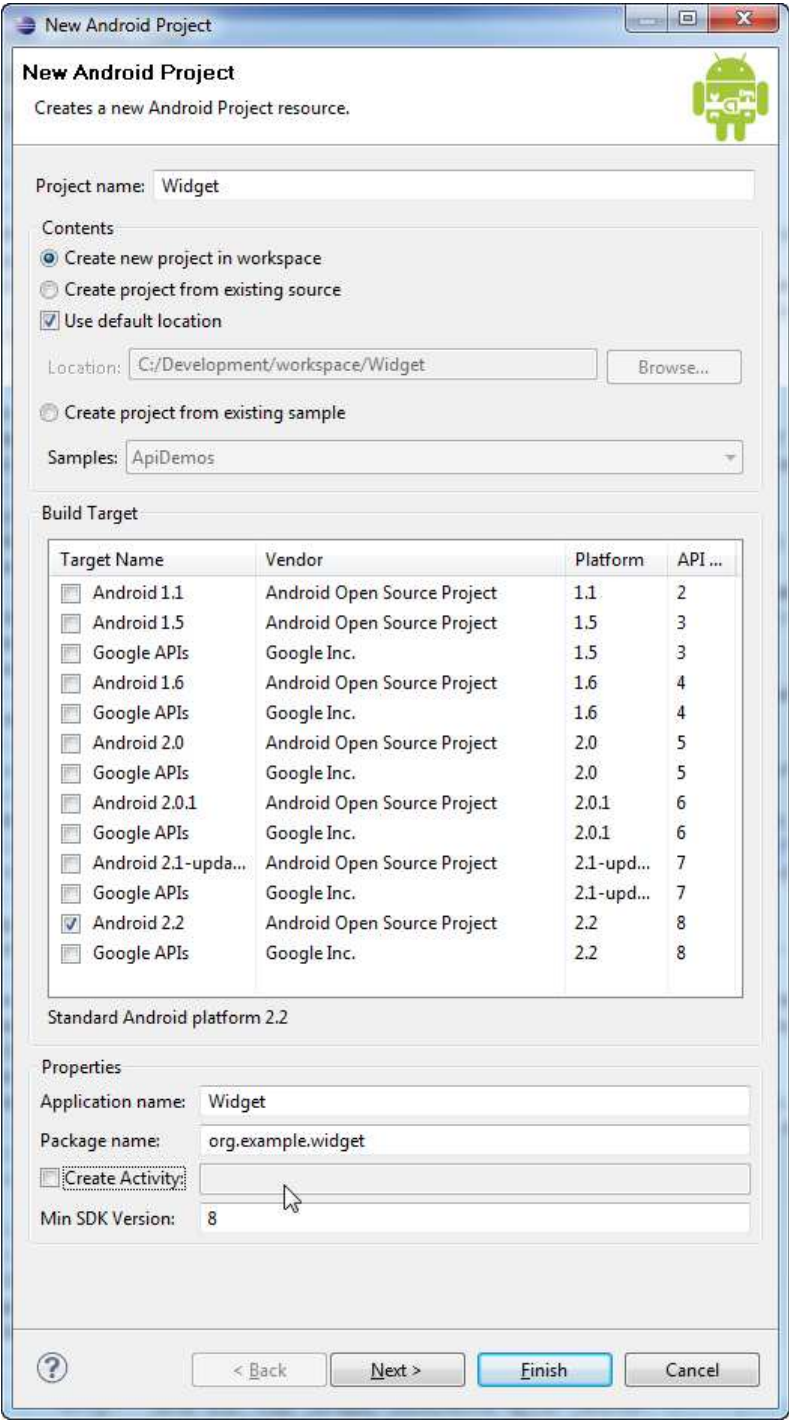 New Android Project
New Android Project
Creates a new Android Project resource.
Project name: Widget
Contents
Create new project in workspace
Create project from existing source
Use default location
Location: C:/Development/workspace/Widget Browse...
Create project from existing sample
Samples: ApiDemos
Build Target
Target Name Vendor Platform API ...
Android 1.1 Android Open Source Project 1.1 2
Android 1.5 Android Open Source Project 1.5 3
Google APIs Google Inc. 1.5 3
Android 1.6 Android Open Source Project 1.6 4
Google APIs Google Inc. 1.6 4
Android 2.0 Android Open Source Project 2.0 5
Google APIs Google Inc. 2.0 5
Android 2.0.1 Android Open Source Project 2.0.1 6
Google APIs Google Inc. 2.0.1 6
Android 2.1-upda... Android Open Source Project 2.1-upd... 7
Google APIs Google Inc. 2.1-upd... 7
Android 2.2 Android Open Source Project 2.2 8
Google APIs Google Inc. 2.2 8
Standard Android platform 2.2
Properties
Application name: Widget
Package name: org.example.widget
Create Activity:
Min SDK Version: 8
? < Back Next > Finish Cancel